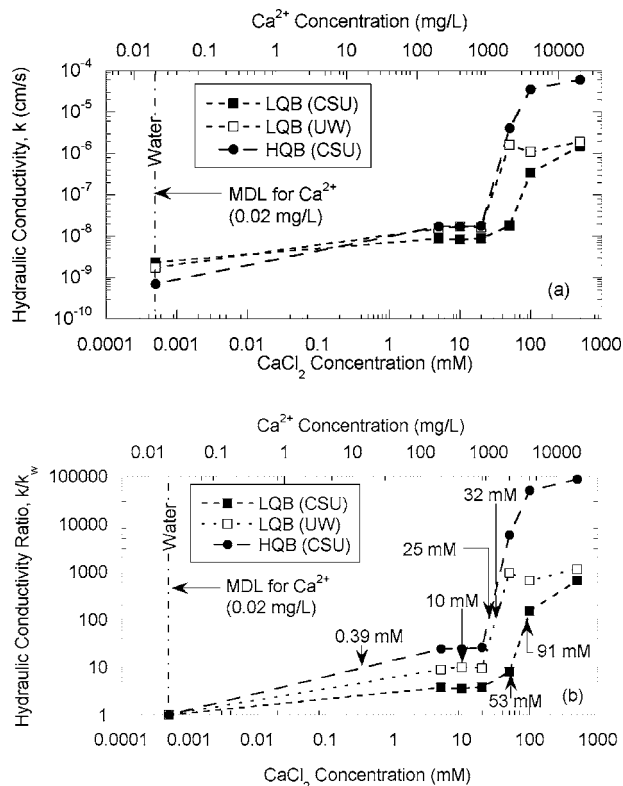 Ca²⁺ Concentration (mg/L)
0.01 0.1 1 10 100 1000 10⁴
Hydraulic Conductivity, k (cm/s)
10⁻⁴
10⁻⁵
10⁻⁶
10⁻⁷
10⁻⁸
10⁻⁹
10⁻¹⁰
LQB (CSU)
LQB (UW)
HQB (CSU)
Water
MDL for Ca²⁺
(0.02 mg/L)
(a)
0.0001 0.001 0.01 0.1 1 10 100 1000
CaCl₂ Concentration (mM)
Ca²⁺ Concentration (mg/L)
0.01 0.1 1 10 100 1000 10⁴
Hydraulic Conductivity Ratio, k/kw
100000
10000
1000
100
10
1
LQB (CSU)
LQB (UW)
HQB (CSU)
Water
MDL for Ca²⁺
(0.02 mg/L)
32 mM
25 mM
10 mM
0.39 mM
91 mM
53 mM
(b)
0.0001 0.001 0.01 0.1 1 10 100 1000
CaCl₂ Concentration (mM)